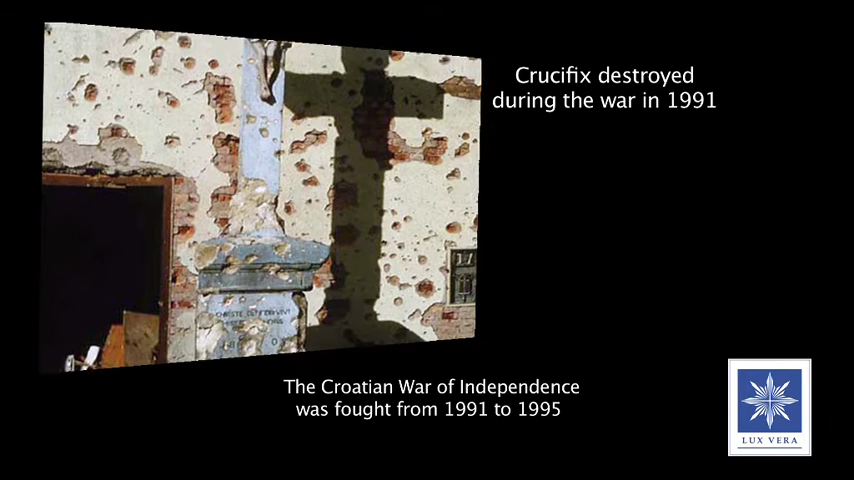 Crucifix destroyed
during the war in 1991
17
The Croatian War of Independence
was fought from 1991 to 1995
LUX VERA